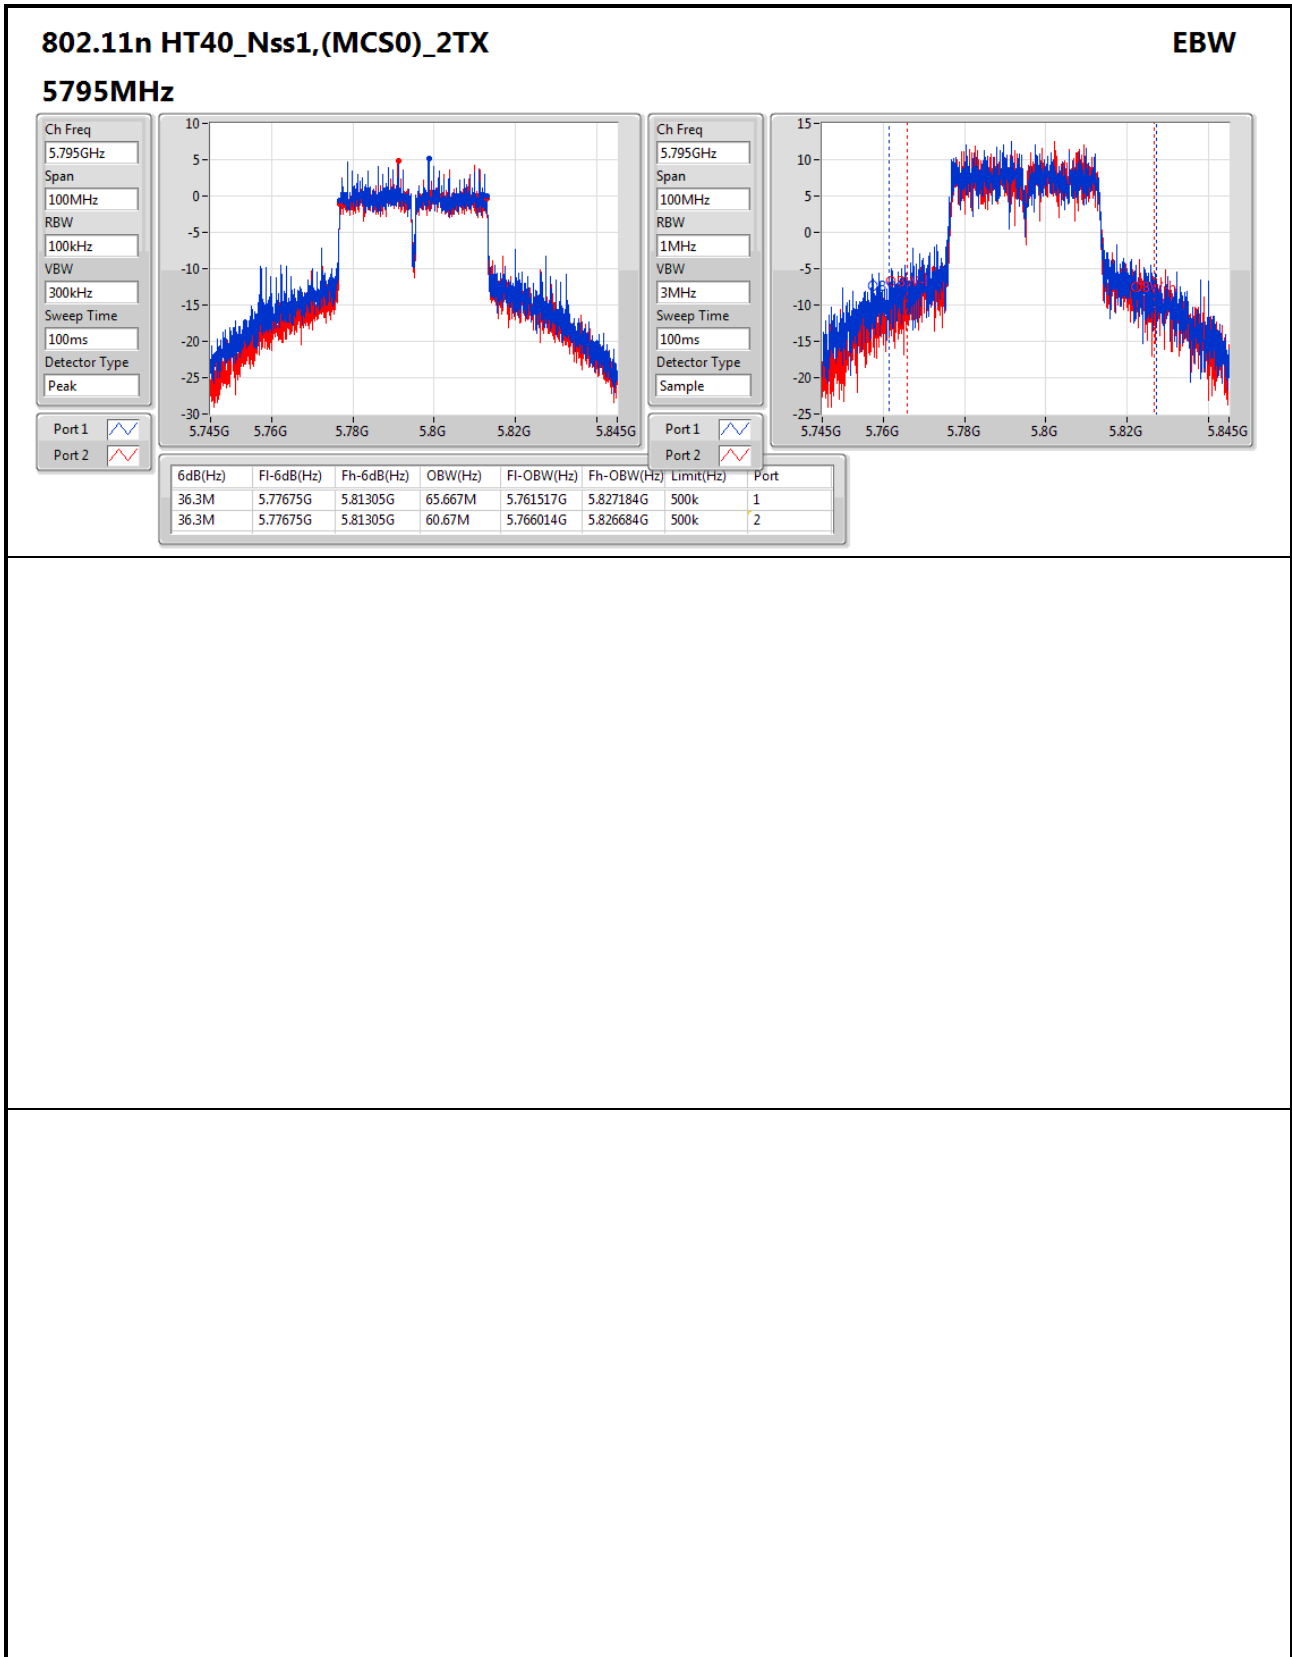 802.11n HT40_Nss1,(MCS0)_2TX EBW
5795MHz
Ch Freq
5.795GHz
Span
100MHz
RBW
100kHz
VBW
300kHz
Sweep Time
100ms
Detector Type
Peak
Port 1
Port 2
10
5
0
-5
-10
-15
-20
-25
-30
5.745G 5.76G 5.78G 5.8G 5.82G 5.845G
Ch Freq
5.795GHz
Span
100MHz
RBW
1MHz
VBW
3MHz
Sweep Time
100ms
Detector Type
Sample
Port 1
Port 2
15
10
5
0
-5
-10
-15
-20
-25
5.745G 5.76G 5.78G 5.8G 5.82G 5.845G
6dB(Hz) Fl-6dB(Hz) Fh-6dB(Hz) OBW(Hz) Fl-OBW(Hz) Fh-OBW(Hz) Limit(Hz) Port
36.3M 5.77675G 5.81305G 65.667M 5.761517G 5.827184G 500k 1
36.3M 5.77675G 5.81305G 60.67M 5.766014G 5.826684G 500k 2